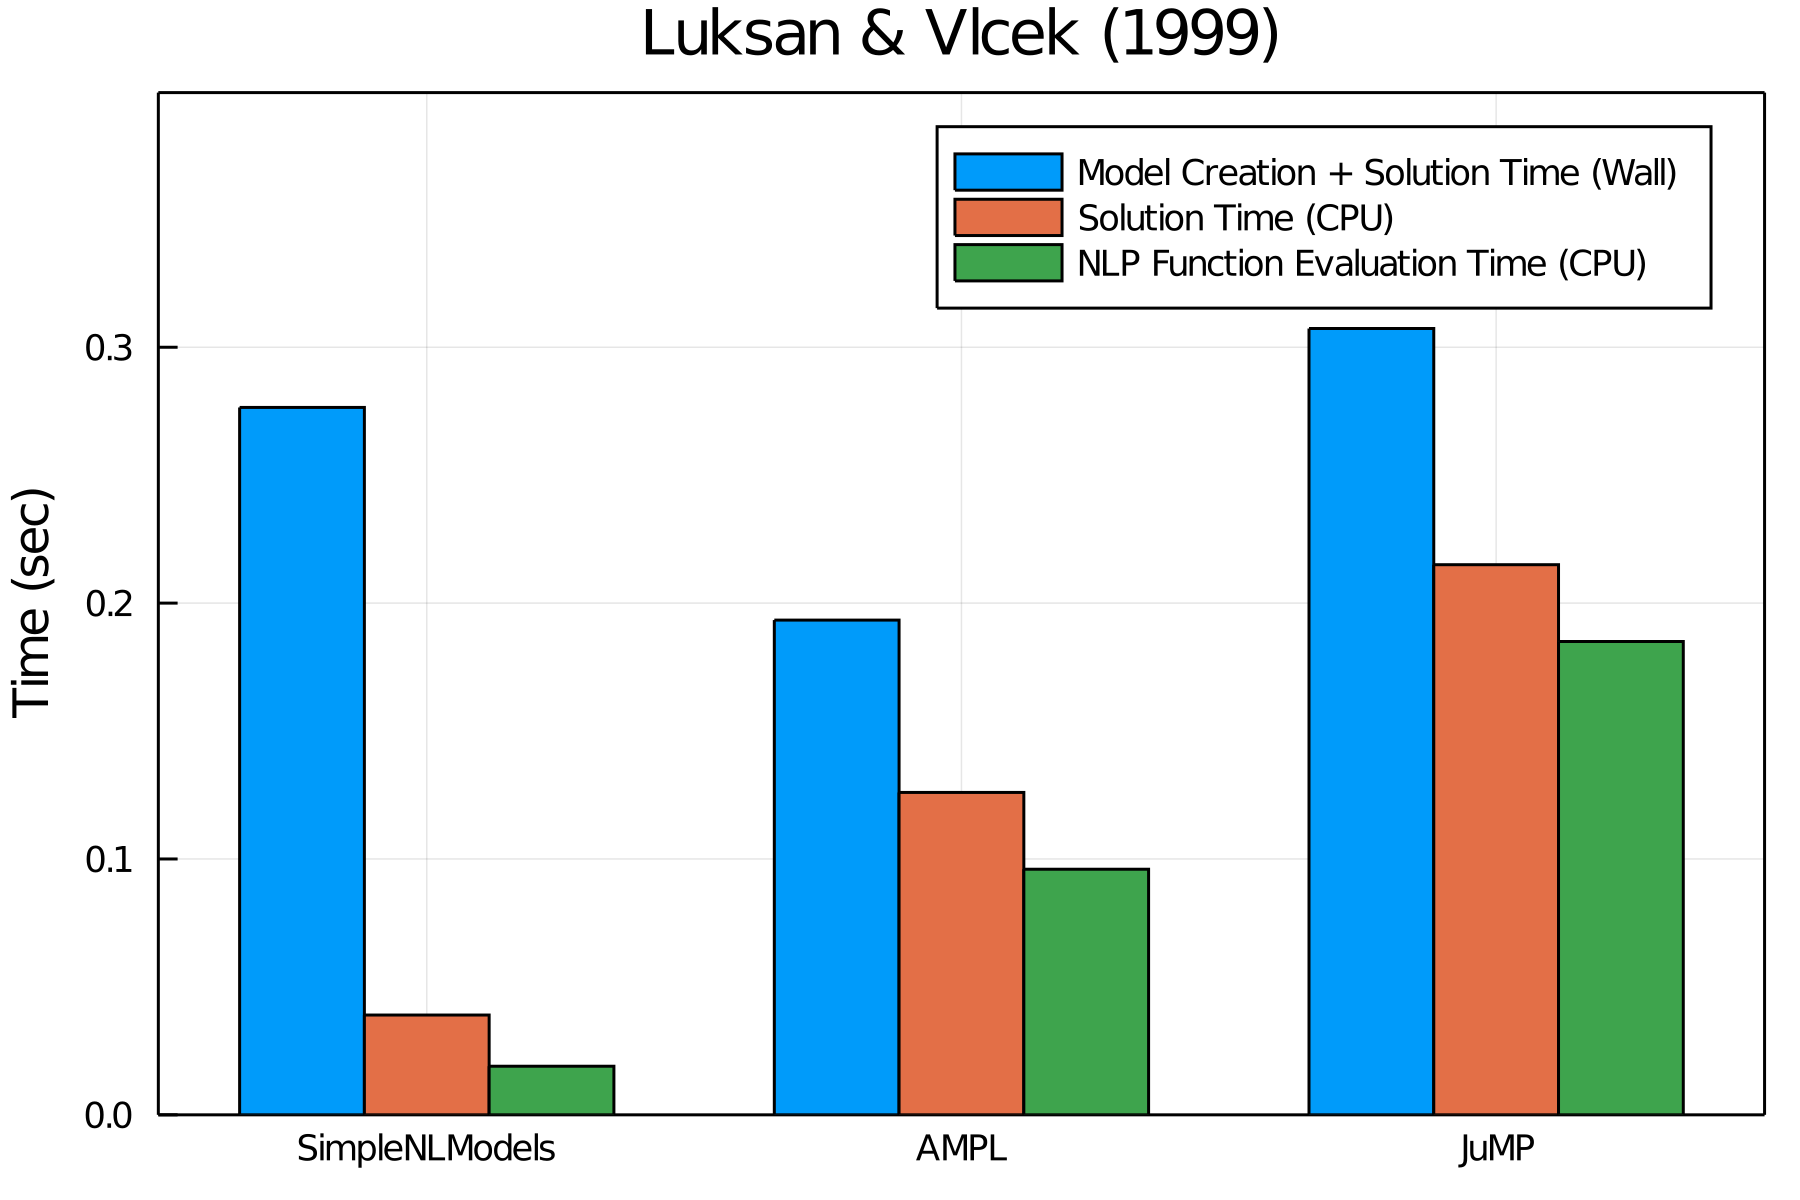 Luksan & Vlcek (1999)
Model Creation + Solution Time (Wall)
Solution Time (CPU)
NLP Function Evaluation Time (CPU)
Time (sec)
0.3
0.2
0.1
0.0
SimpleNLModels
AMPL
JuMP